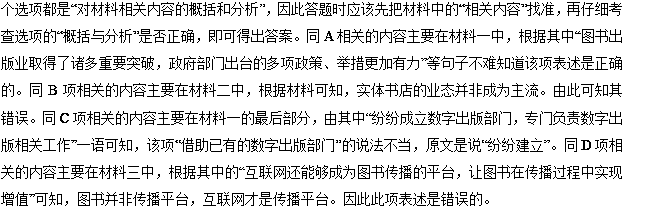 个选项都是“对材料相关内容的概括和分析”，因此答题时应该先把材料中的“相关内容”找准，再仔细考
查选项的“概括与分析”是否正确，即可得出答案。同 A 相关的内容主要在材料一中，根据其中“图书出
版业取得了诸多重要突破，政府部门出台的多项政策、举措更加有力”等句子不难知道该项表述是正确
的。同 B 项相关的内容主要在材料二中，根据材料可知，实体书店的业态并非成为主流。由此可知其
错误。同 C 项相关的内容主要在材料一的最后部分，由其中“纷纷成立数字出版部门，专门负责数字出
版相关工作”一语可知，该项“借助已有的数字出版部门”的说法不当，原文是说“纷纷建立”。同 D 项相
关的内容主要在材料三中，根据其中的“互联网还能够成为图书传播的平台，让图书在传播过程中实现
增值”可知，图书并非传播平台，互联网才是传播平台。因此此项表述是错误的。